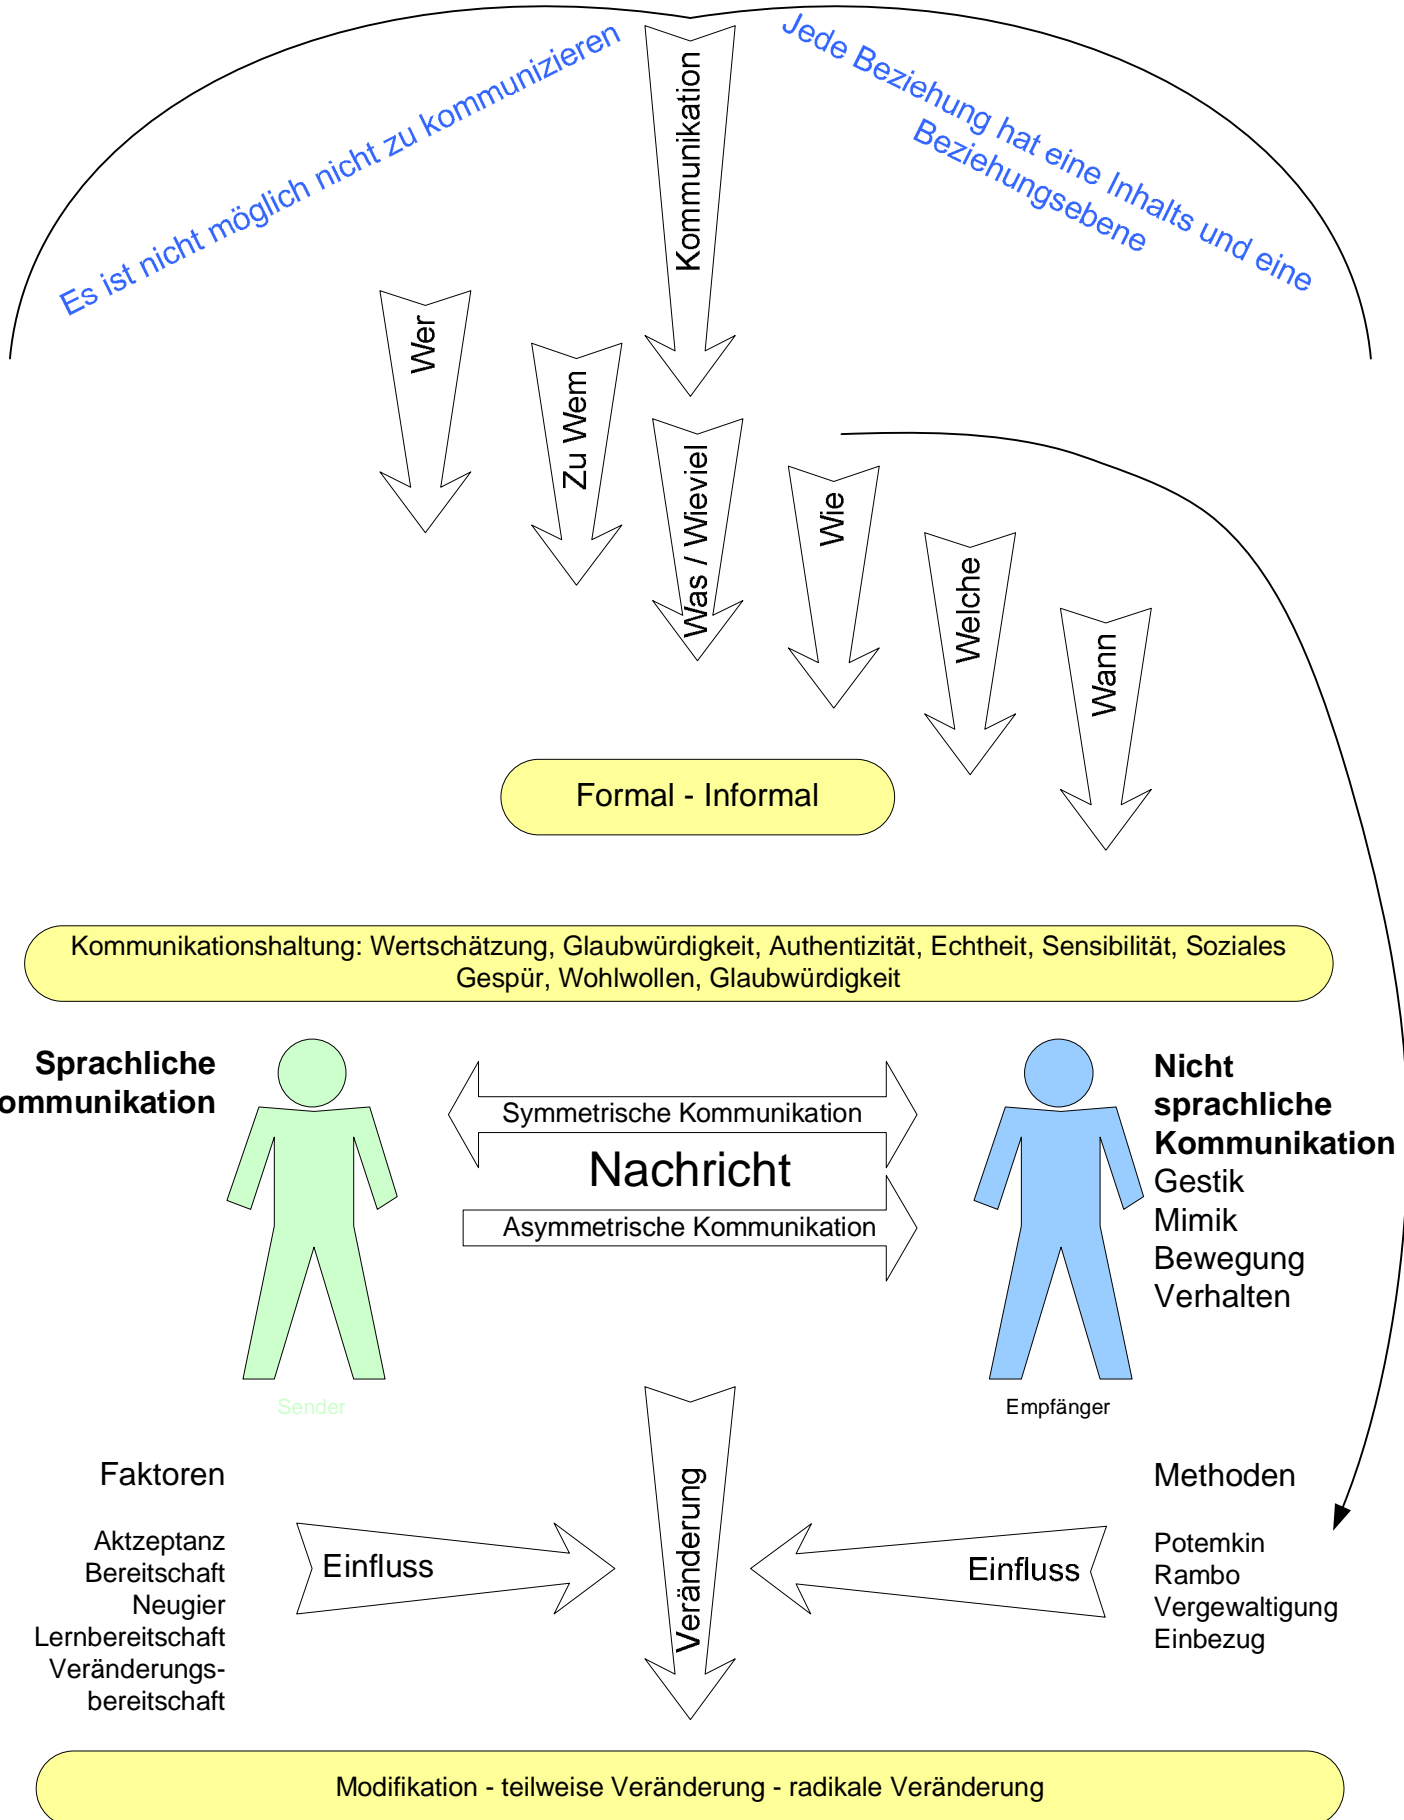 Es ist nicht möglich nicht zu kommunizieren
Kommunikation
Jede Beziehung hat eine Inhalts und eine
Beziehungsebene
Wer
Zu Wem
Was / Wieviel
Wie
Welche
Wann
Formal - Informal
Kommunikationshaltung: Wertschätzung, Glaubwürdigkeit, Authentizität, Echtheit, Sensibilität, Soziales
Gespür, Wohlwollen, Glaubwürdigkeit
Sprachliche
ommunikation
Symmetrische Kommunikation
Nachricht
Asymmetrische Kommunikation
Nicht
sprachliche
Kommunikation
Gestik
Mimik
Bewegung
Verhalten
Sender
Empfänger
Faktoren
Aktzeptanz
Bereitschaft
Neugier
Lernbereitschaft
Veränderungs-
bereitschaft
Einfluss
Veränderung
Einfluss
Methoden
Potemkin
Rambo
Vergewaltigung
Einbezug
Modifikation - teilweise Veränderung - radikale Veränderung